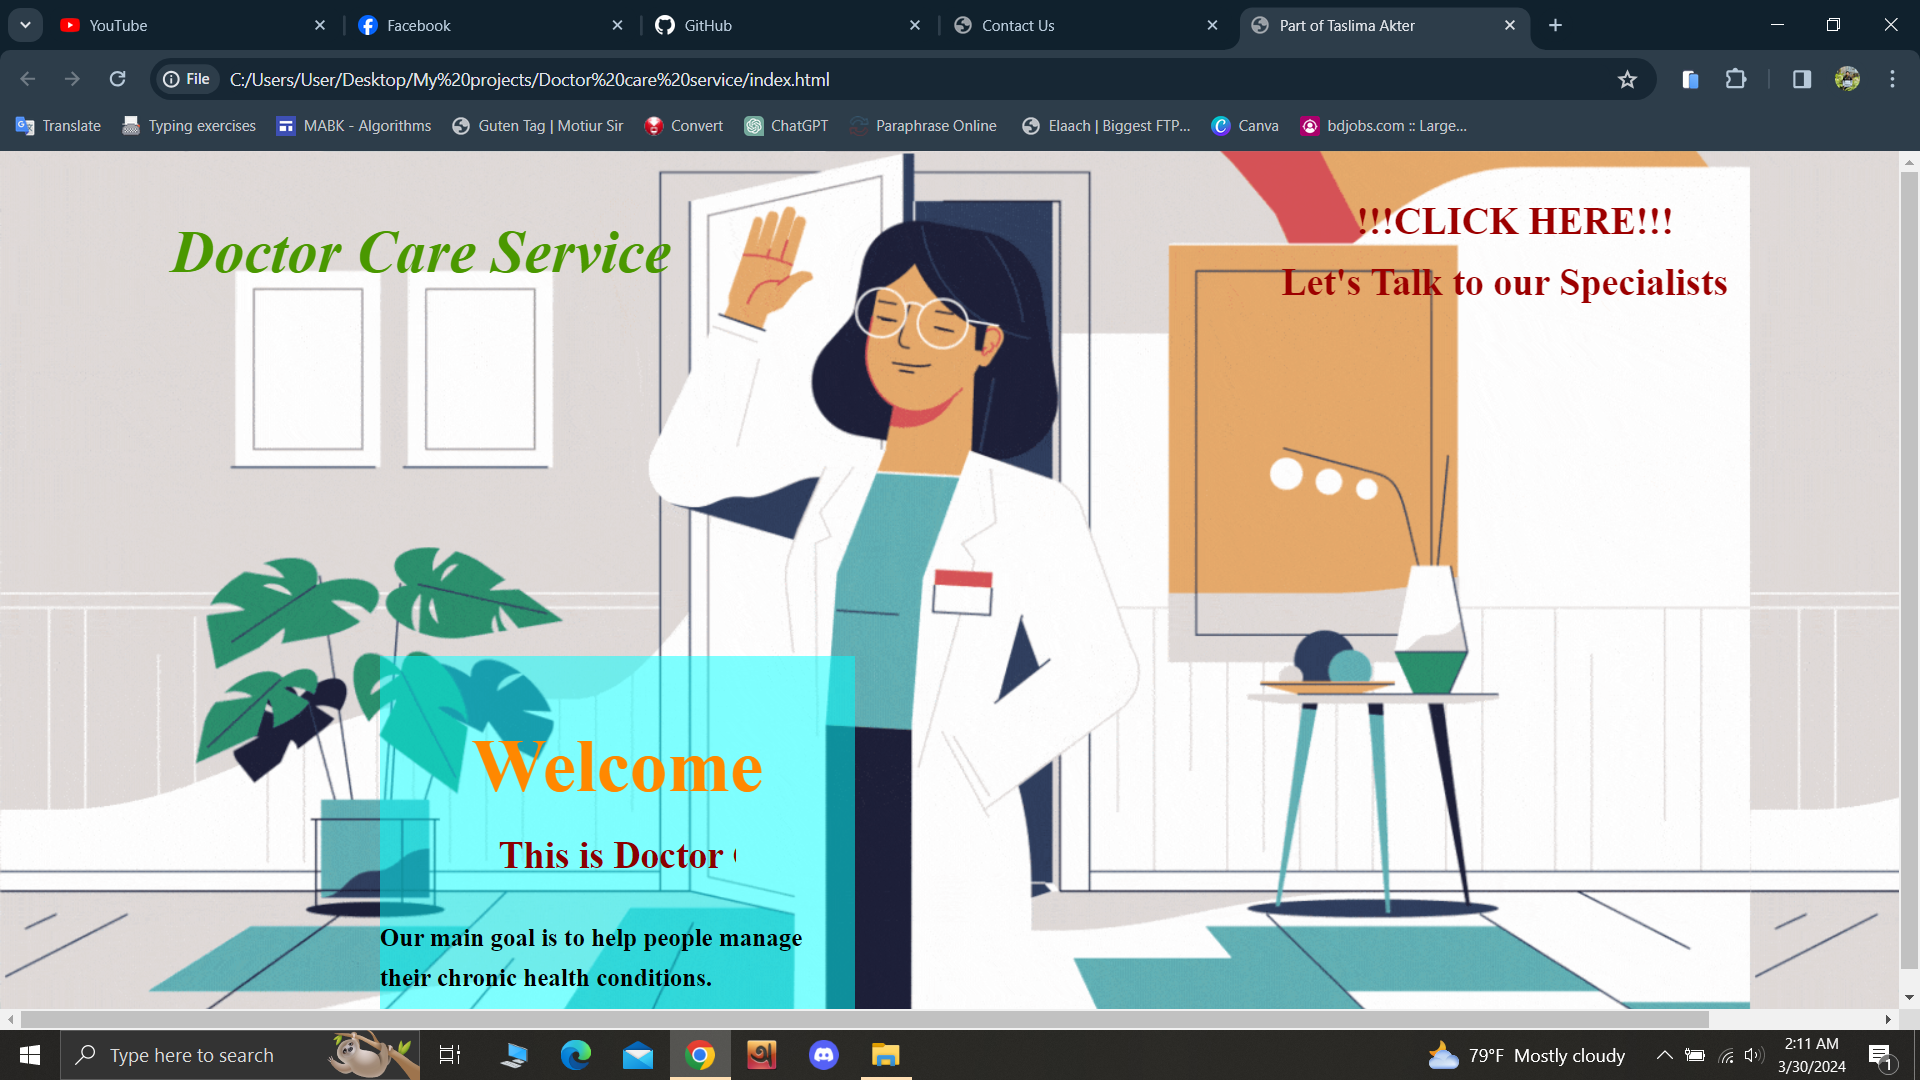 YouTube
Facebook
GitHub
Contact Us
Part of Taslima Akter
File
C:/Users/User/Desktop/My%20projects/Doctor%20care%20service/index.html
Translate
Typing exercises
MABK - Algorithms
Guten Tag | Motiur Sir
Convert
ChatGPT
Paraphrase Online
Elaach | Biggest FTP...
Canva
bdjobs.com :: Large...
Doctor Care Service
!!!CLICK HERE!!!
Let's Talk to our Specialists
Welcome
This is Doctor
Our main goal is to help people manage
their chronic health conditions.
Type here to search
79°F Mostly cloudy
2:11 AM
3/30/2024
1